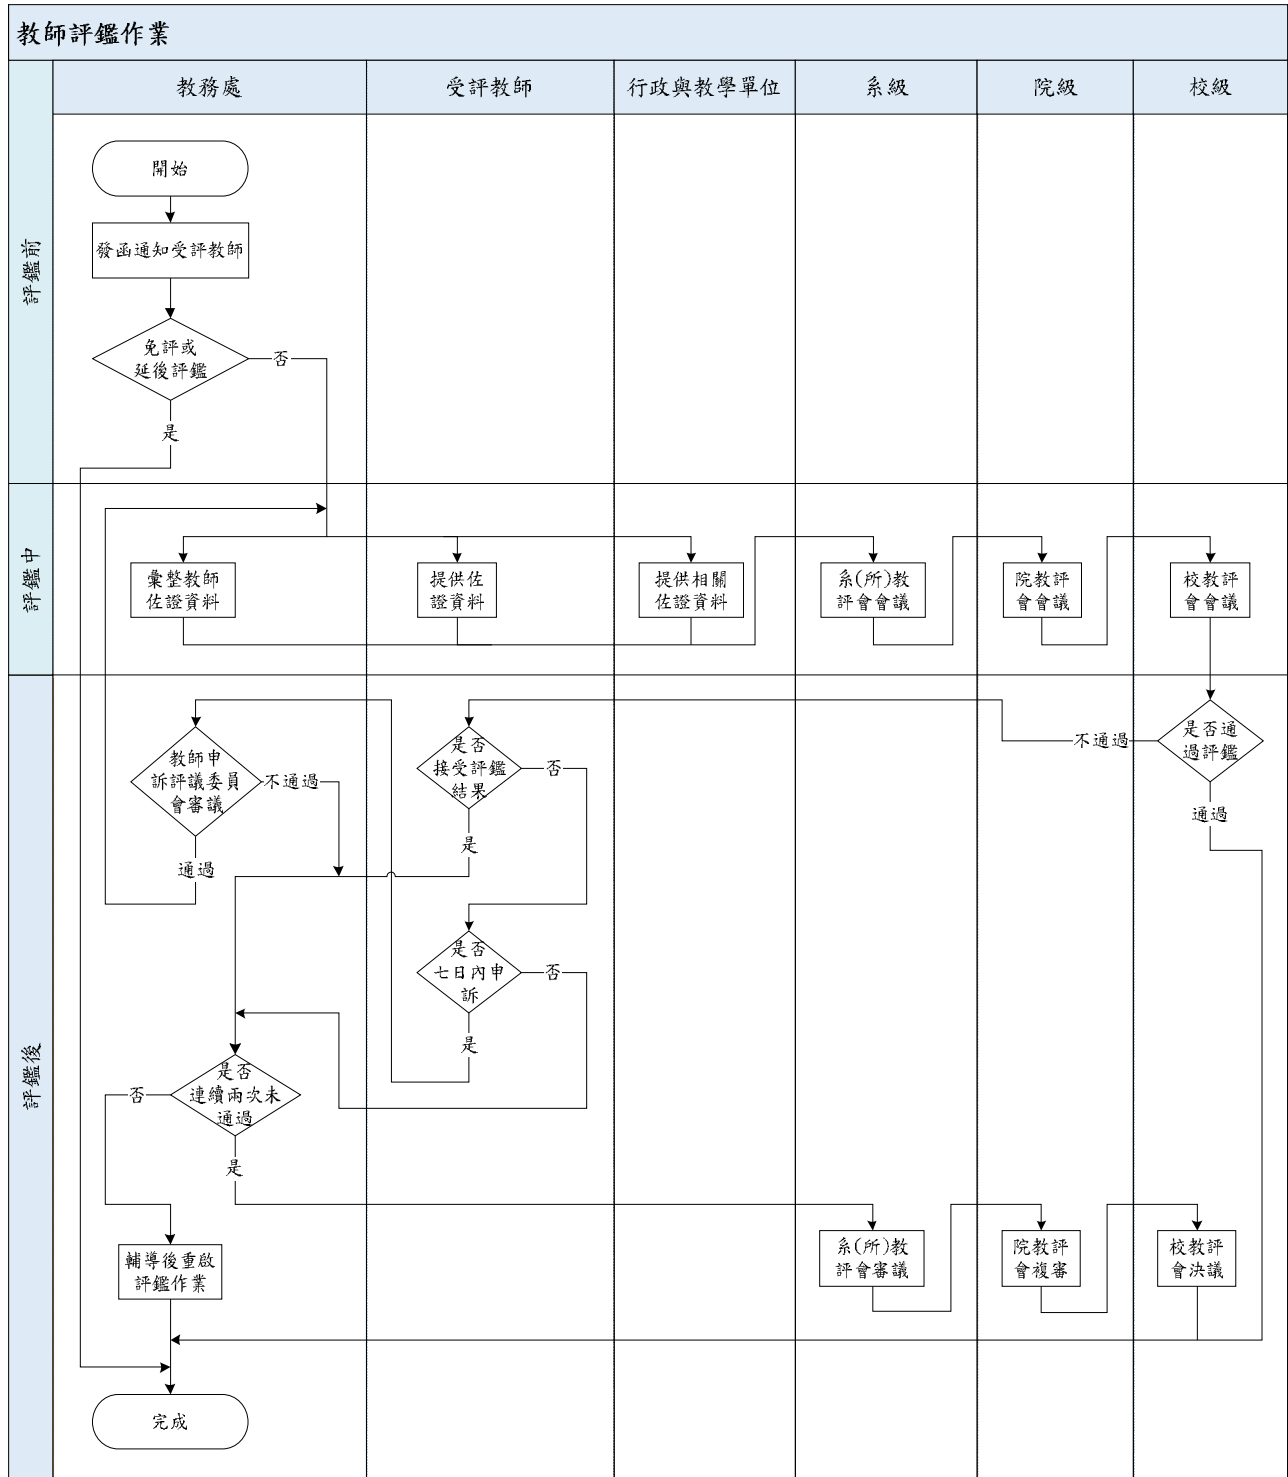 教師評鑑作業
教務處
受評教師
行政與教學單位
系級
院級
校級
評鑑前
開始
發函通知受評教師
免評或
延後評鑑
否
是
評鑑中
彙整教師
佐證資料
提供佐
證資料
提供相關
佐證資料
系(所)教
評會會議
院教評
會會議
校教評
會會議
評鑑後
教師申
訴評議委員
會審議
不通過
通過
是否
接受評鑑
結果
否
是
不通過
是否通
過評鑑
通過
是否
七日內申
訴
否
是
是否
連續兩次未
通過
否
是
輔導後重啟
評鑑作業
系(所)教
評會審議
院教評
會複審
校教評
會決議
完成